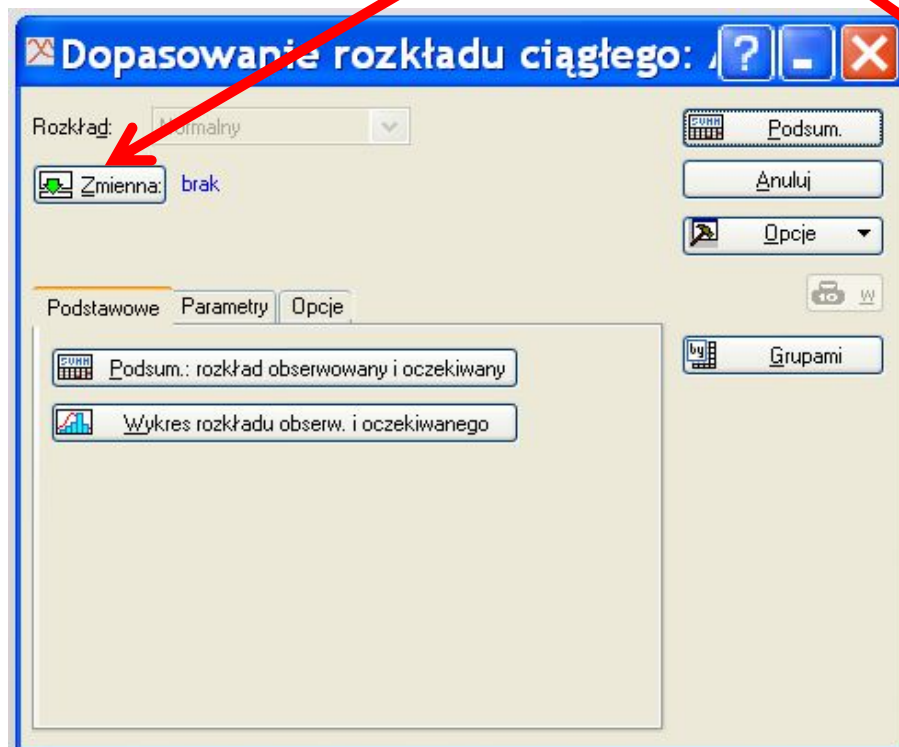 Dopasowanie rozkładu ciągłego:
Rozkład: Normalny
Podsum.
Zmienna: brak
Anuluj
Opcje
w
Podstawowe Parametry Opcje
Grupami
Podsum.: rozkład obserwowany i oczekiwany
Wykres rozkładu obserw. i oczekiwanego